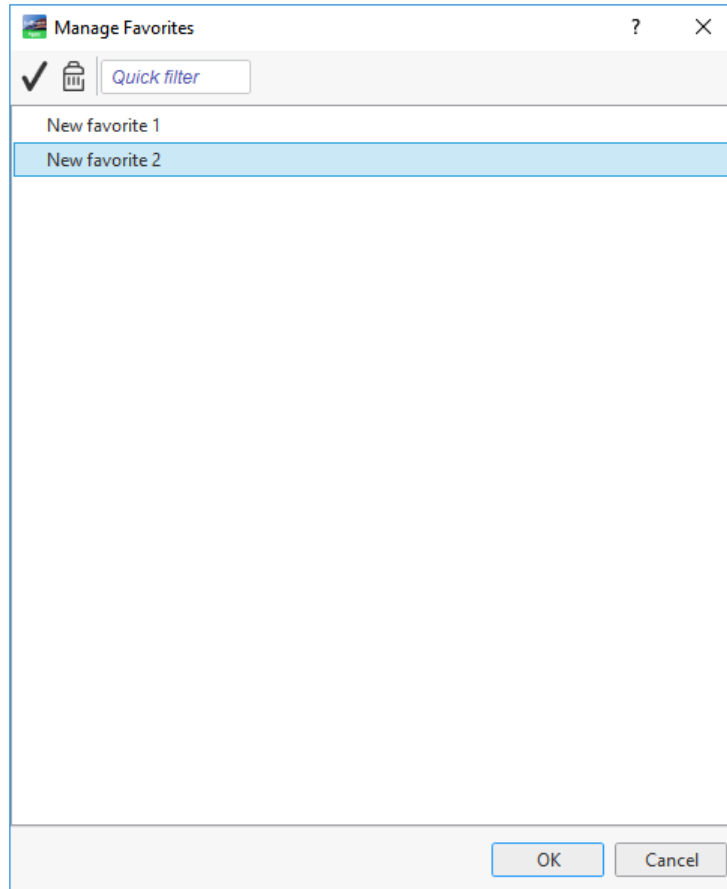 Manage Favorites
?
Quick filter
New favorite 1
New favorite 2
OK
Cancel